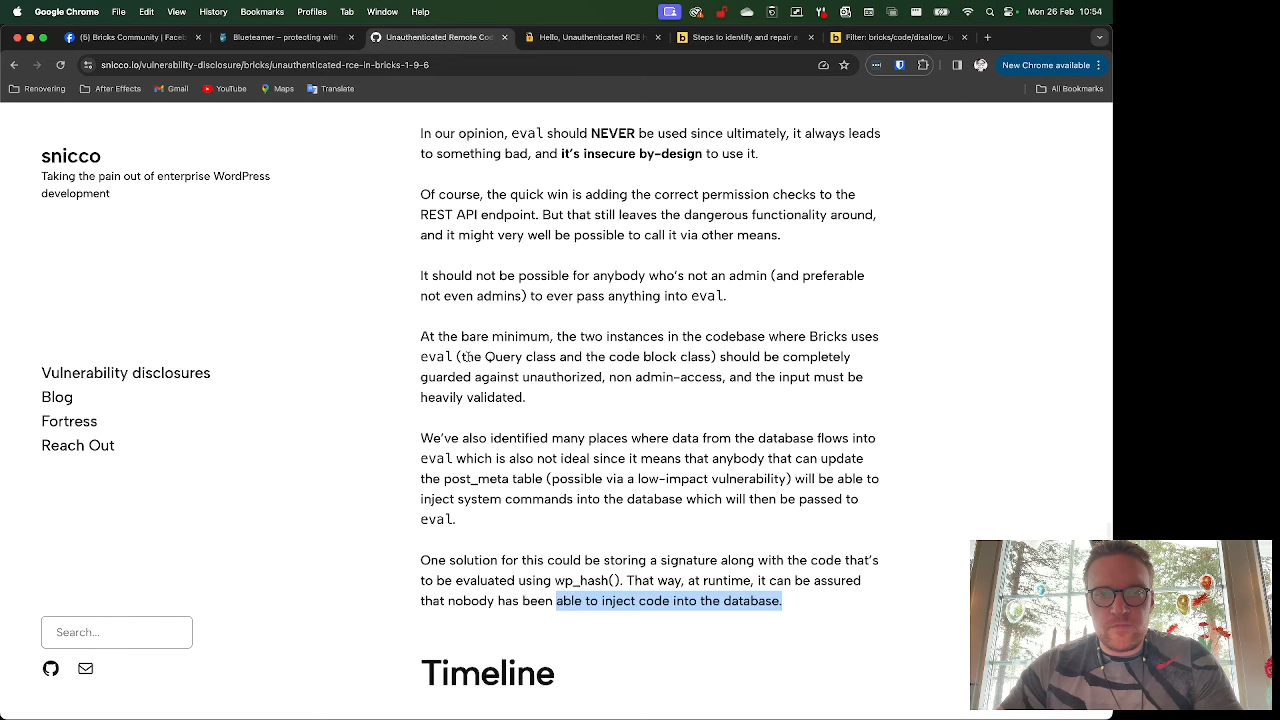 Google Chrome File Edit View History Bookmarks Profiles Tab Window Help Mon 26 Feb 10:54
(3) Bricks Community | Faceb
Blueteamer – protecting with
Unauthenticated Remote Co
Hello, Unauthenticated RCE
Steps to identify and repair a
Filter: bricks/code/disallow_k
snicco.io/vulnerability-disclosure/bricks/unauthenticated-rce-in-bricks-1-9-6
New Chrome available
Renovering After Effects Gmail YouTube Maps Translate All Bookmarks
snicco
Taking the pain out of enterprise WordPress
development
Vulnerability disclosures
Blog
Fortress
Reach Out
Search...
In our opinion, eval should NEVER be used since ultimately, it always leads
to something bad, and it’s insecure by-design to use it.
Of course, the quick win is adding the correct permission checks to the
REST API endpoint. But that still leaves the dangerous functionality around,
and it might very well be possible to call it via other means.
It should not be possible for anybody who’s not an admin (and preferable
not even admins) to ever pass anything into eval.
At the bare minimum, the two instances in the codebase where Bricks uses
eval (the Query class and the code block class) should be completely
guarded against unauthorized, non admin-access, and the input must be
heavily validated.
We’ve also identified many places where data from the database flows into
eval which is also not ideal since it means that anybody that can update
the post_meta table (possible via a low-impact vulnerability) will be able to
inject system commands into the database which will then be passed to
eval.
One solution for this could be storing a signature along with the code that’s
to be evaluated using wp_hash(). That way, at runtime, it can be assured
that nobody has been able to inject code into the database.
Timeline